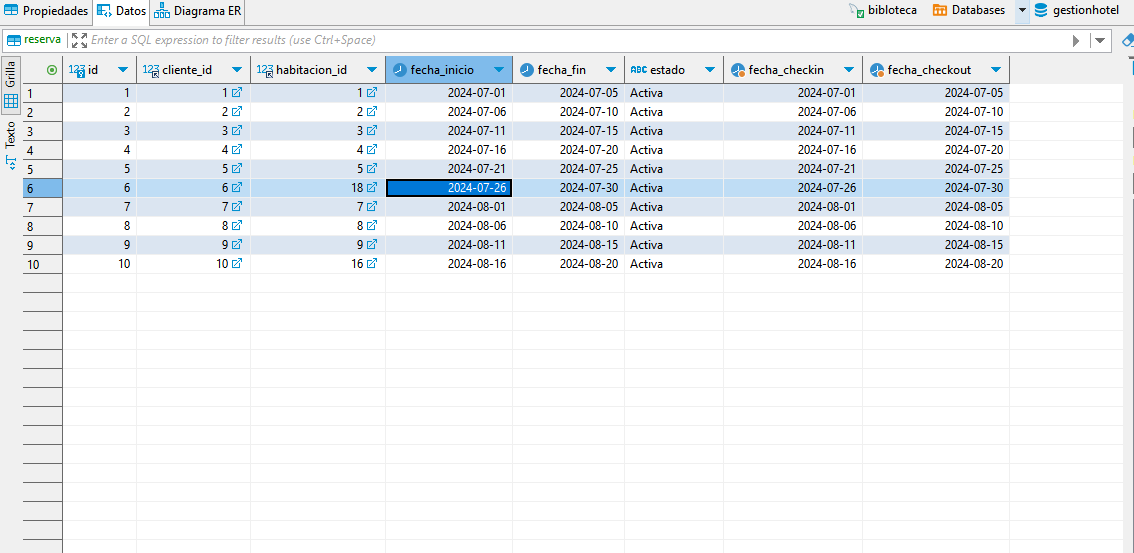 Propiedades Datos Diagrama ER biblioteca Databases gestionhotel
reserva Enter a SQL expression to filter results (use Ctrl+Space)
Grilla
Texto
123 id 123 cliente_id 123 habitacion_id fecha_inicio fecha_fin ABC estado fecha_checkin fecha_checkout
1 1 1 1 2024-07-01 2024-07-05 Activa 2024-07-01 2024-07-05
2 2 2 2 2024-07-06 2024-07-10 Activa 2024-07-06 2024-07-10
3 3 3 3 2024-07-11 2024-07-15 Activa 2024-07-11 2024-07-15
4 4 4 4 2024-07-16 2024-07-20 Activa 2024-07-16 2024-07-20
5 5 5 5 2024-07-21 2024-07-25 Activa 2024-07-21 2024-07-25
6 6 6 18 2024-07-26 2024-07-30 Activa 2024-07-26 2024-07-30
7 7 7 7 2024-08-01 2024-08-05 Activa 2024-08-01 2024-08-05
8 8 8 8 2024-08-06 2024-08-10 Activa 2024-08-06 2024-08-10
9 9 9 9 2024-08-11 2024-08-15 Activa 2024-08-11 2024-08-15
10 10 10 16 2024-08-16 2024-08-20 Activa 2024-08-16 2024-08-20